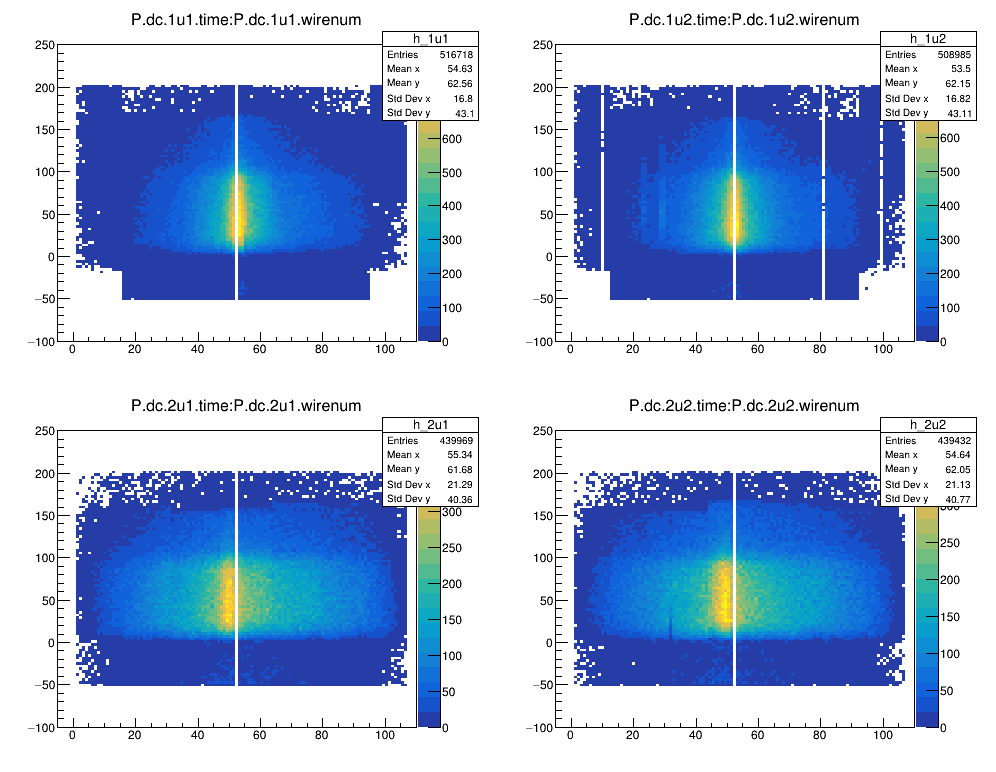 P.dc.1u1.time:P.dc.1u1.wirenum
h_1u1
Entries 516718
Mean x 54.63
Mean y 62.56
Std Dev x 16.8
Std Dev y 43.1
250
200
150
100
50
0
−50
−100
0 20 40 60 80 100
600
500
400
300
200
100
0
P.dc.1u2.time:P.dc.1u2.wirenum
h_1u2
Entries 508985
Mean x 53.5
Mean y 62.15
Std Dev x 16.82
Std Dev y 43.11
250
200
150
100
50
0
−50
−100
0 20 40 60 80 100
600
500
400
300
200
100
0
P.dc.2u1.time:P.dc.2u1.wirenum
h_2u1
Entries 439969
Mean x 55.34
Mean y 61.68
Std Dev x 21.29
Std Dev y 40.36
250
200
150
100
50
0
−50
−100
0 20 40 60 80 100
300
250
200
150
100
50
0
P.dc.2u2.time:P.dc.2u2.wirenum
h_2u2
Entries 439432
Mean x 54.64
Mean y 62.05
Std Dev x 21.13
Std Dev y 40.77
250
200
150
100
50
0
−50
−100
0 20 40 60 80 100
300
250
200
150
100
50
0